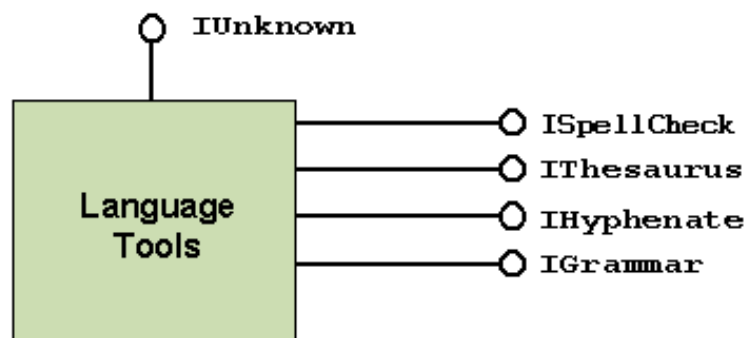 IUnknown
ISpellCheck
IThesaurus
Language
Tools
IHyphenate
IGrammar